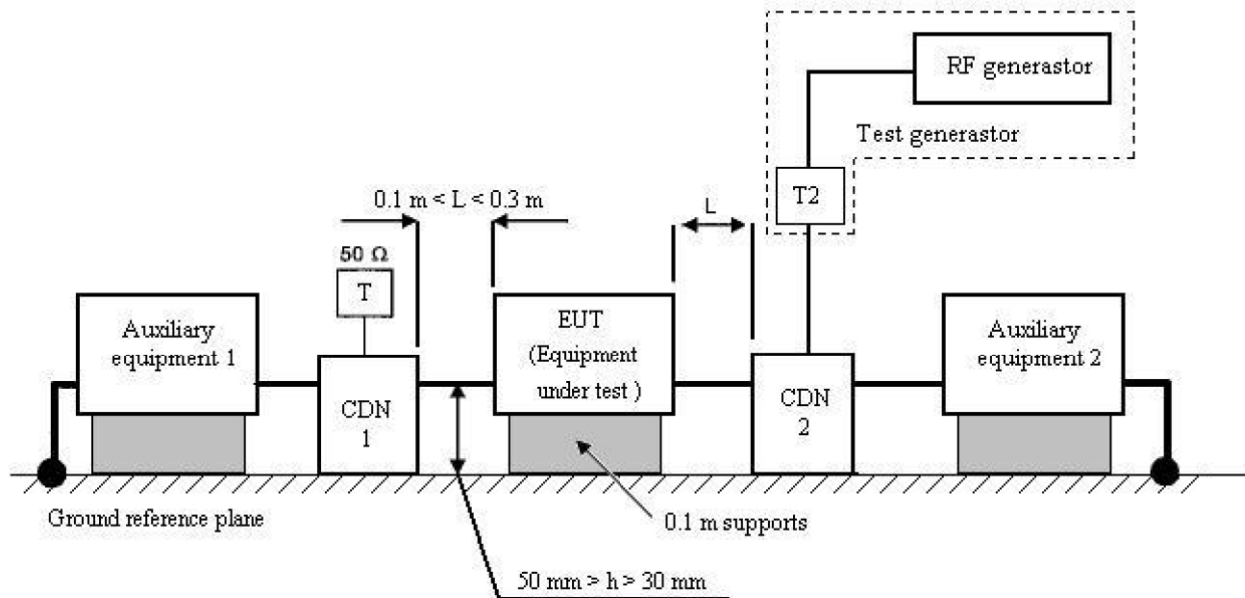 RF generastor
Test generastor
T2
0.1 m < L < 0.3 m
L
50 Ω
T
Auxiliary
equipment 1
EUT
(Equipment
under test )
Auxiliary
equipment 2
CDN
1
CDN
2
Ground reference plane
0.1 m supports
50 mm > h > 30 mm